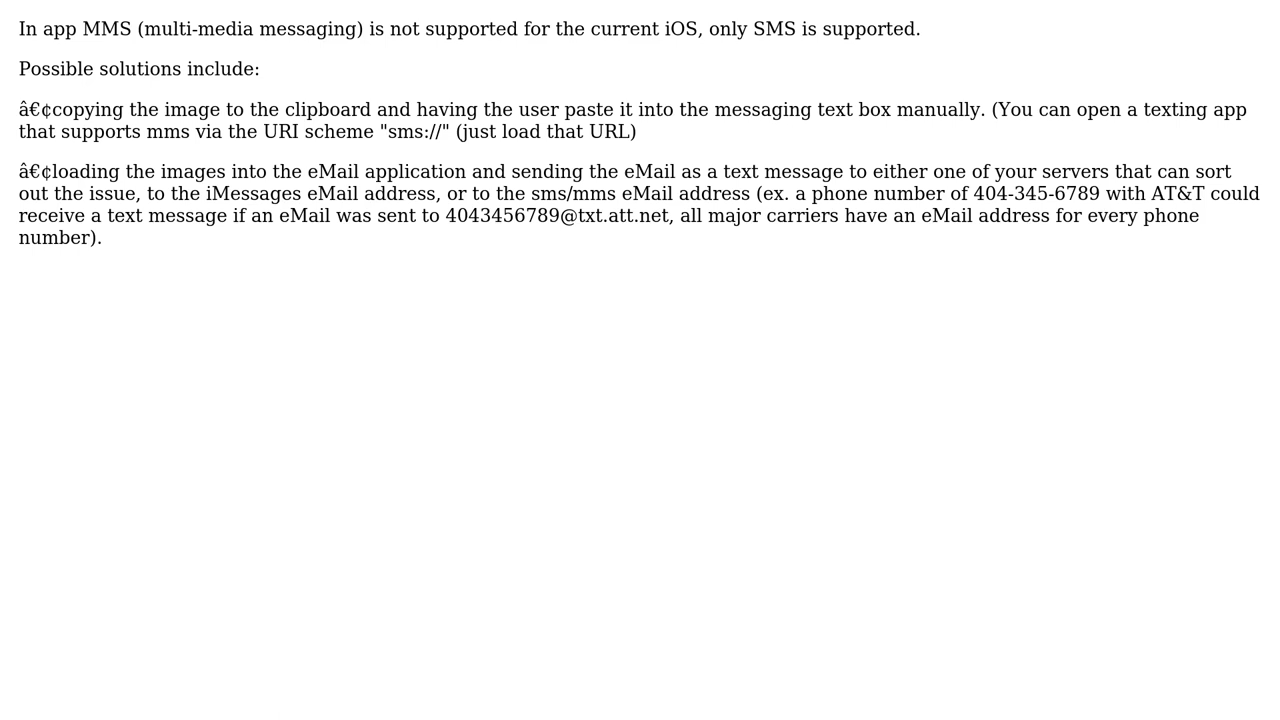 In app MMS (multi-media messaging) is not supported for the current iOS, only SMS is supported.
Possible solutions include:
â€¢copying the image to the clipboard and having the user paste it into the messaging text box manually. (You can open a texting app
that supports mms via the URI scheme "sms://" (just load that URL)
â€¢loading the images into the eMail application and sending the eMail as a text message to either one of your servers that can sort
out the issue, to the iMessages eMail address, or to the sms/mms eMail address (ex. a phone number of 404-345-6789 with AT&T could
receive a text message if an eMail was sent to 4043456789@txt.att.net, all major carriers have an eMail address for every phone
number).